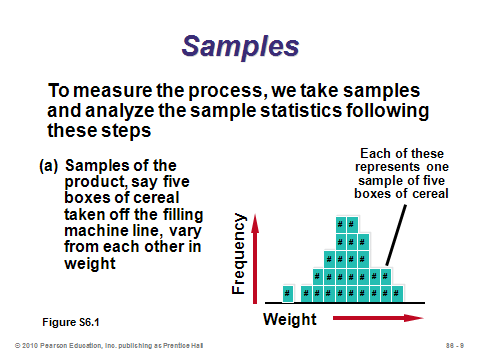 Samples
To measure the process, we take samples
and analyze the sample statistics following
these steps
(a) Samples of the
product, say five
boxes of cereal
taken off the filling
machine line, vary
from each other in
weight
Each of these
represents one
sample of five
boxes of cereal
Frequency
# #
# # #
# # # #
# # # # # # #
# # # # # # # # # #
Weight
Figure S6.1
© 2010 Pearson Education, Inc. publishing as Prentice Hall
S6 - 9